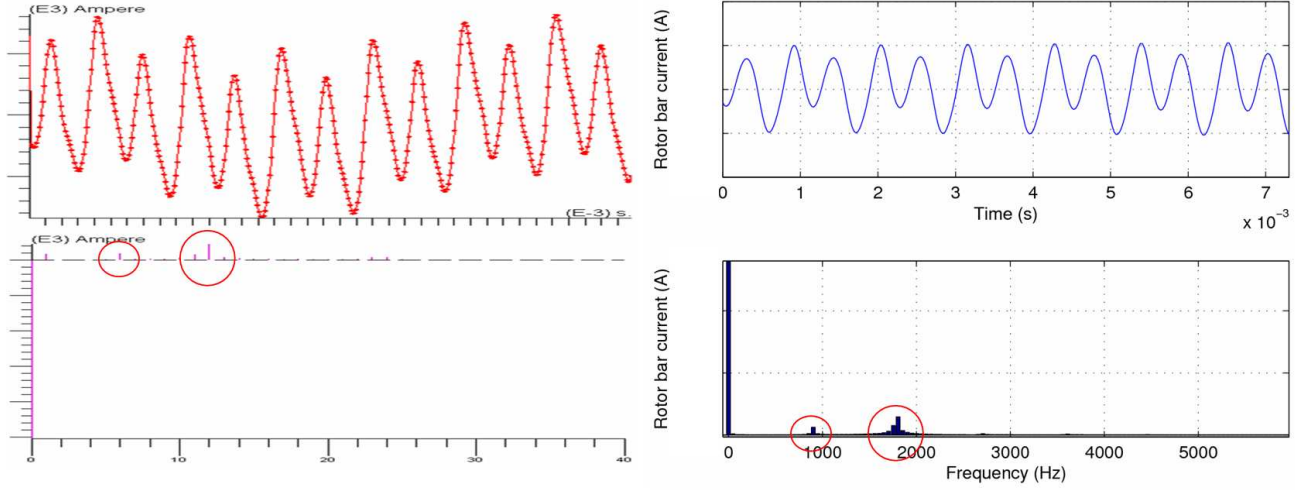 (E3) Ampere
(E-3) s.
(E3) Ampere
0 10 20 30 40
Rotor bar current (A)
0 1 2 3 4 5 6 7
Time (s)
x 10⁻³
Rotor bar current (A)
0 1000 2000 3000 4000 5000
Frequency (Hz)